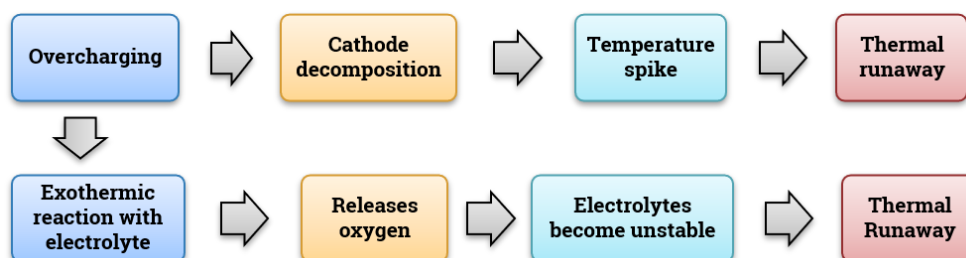 Overcharging
Cathode
decomposition
Temperature
spike
Thermal
runaway
Exothermic
reaction with
electrolyte
Releases
oxygen
Electrolytes
become unstable
Thermal
Runaway